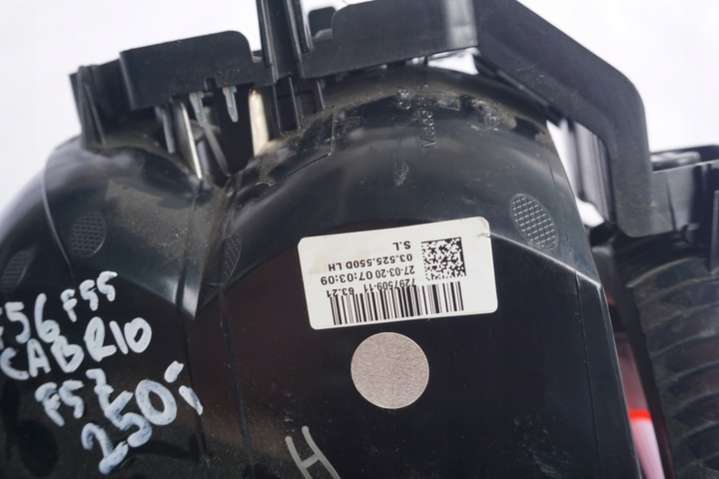 F56 F55
CABRIO
F57
250,-
7297509-11 63.21
27-03-20 07:03:09
03.525.550D LH
S.L
H